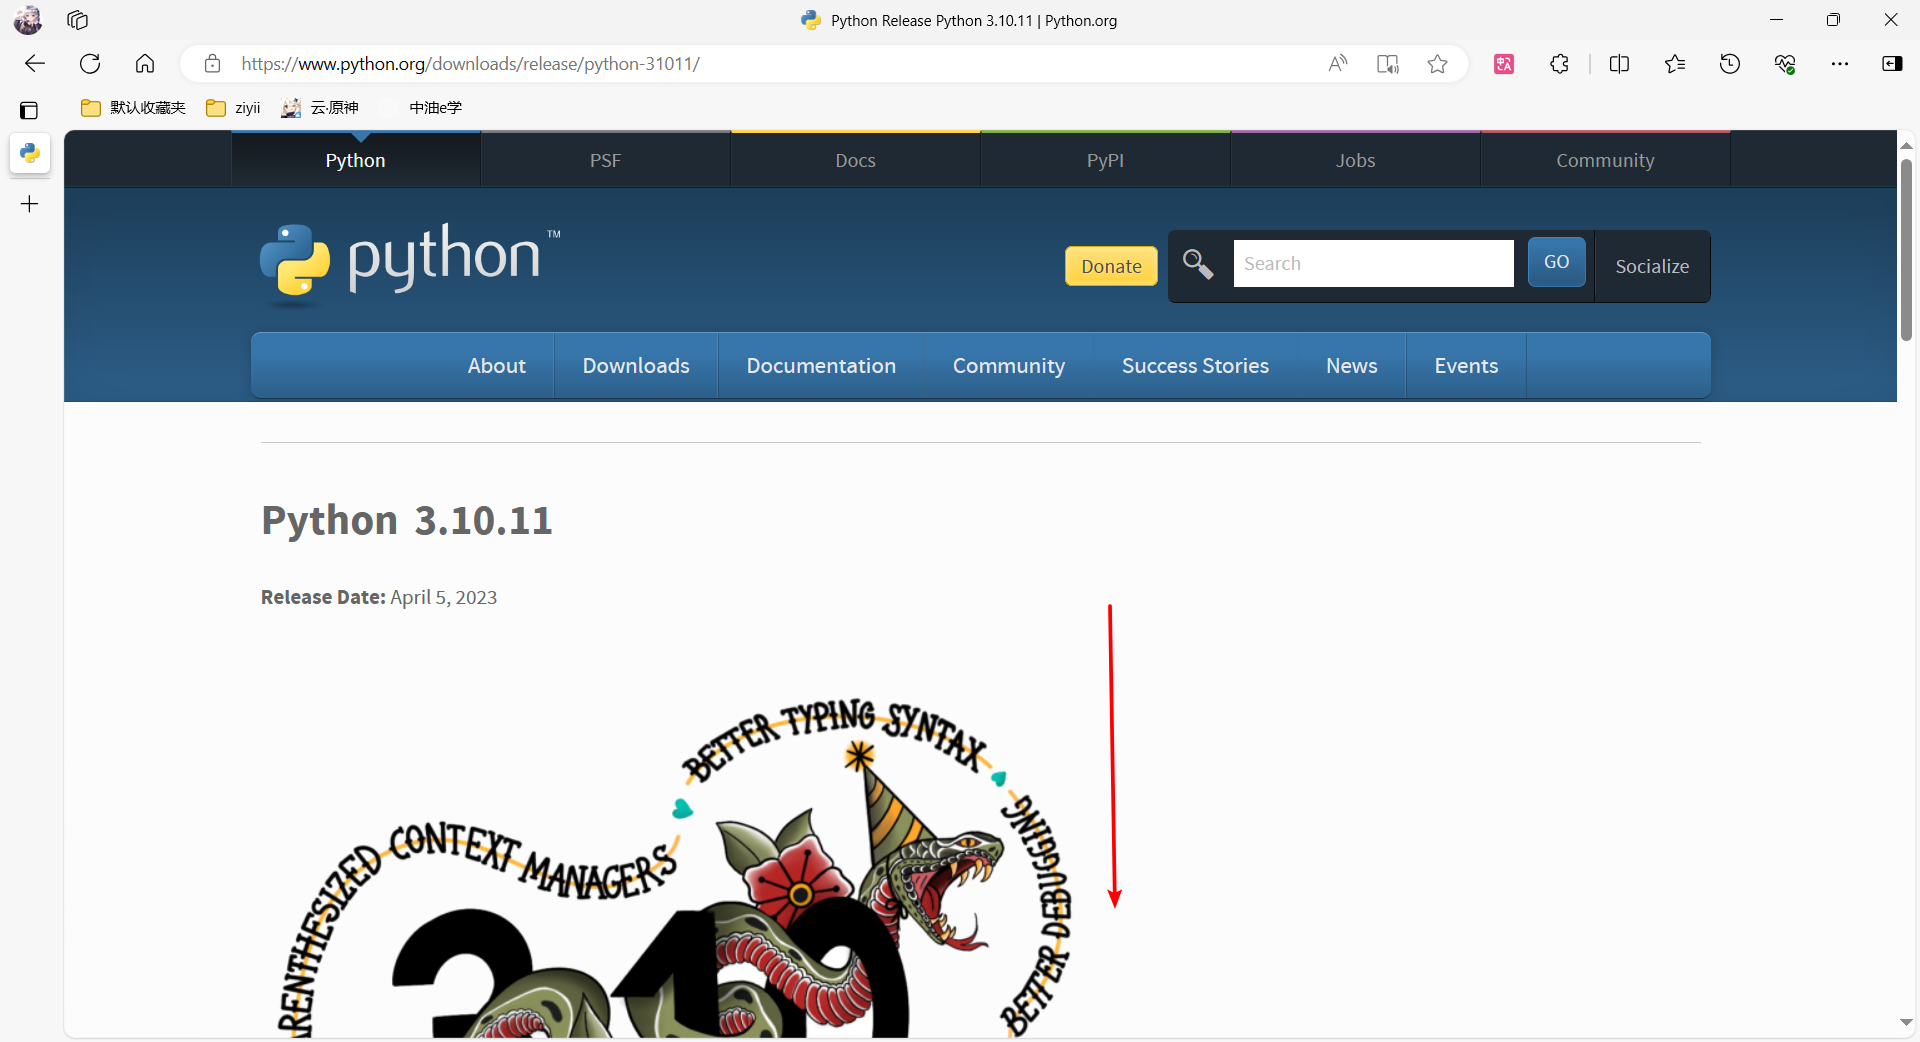 Python Release Python 3.10.11 | Python.org
https://www.python.org/downloads/release/python-31011/
默认收藏夹 ziyii 云·原神 中油e学
Python PSF Docs PyPI Jobs Community
python™
Donate Search GO Socialize
About Downloads Documentation Community Success Stories News Events
Python 3.10.11
Release Date: April 5, 2023
BETTER TYPING SYNTAX
ARENTHESIZED CONTEXT MANAGERS
BETTER DEBUGGING
3.10